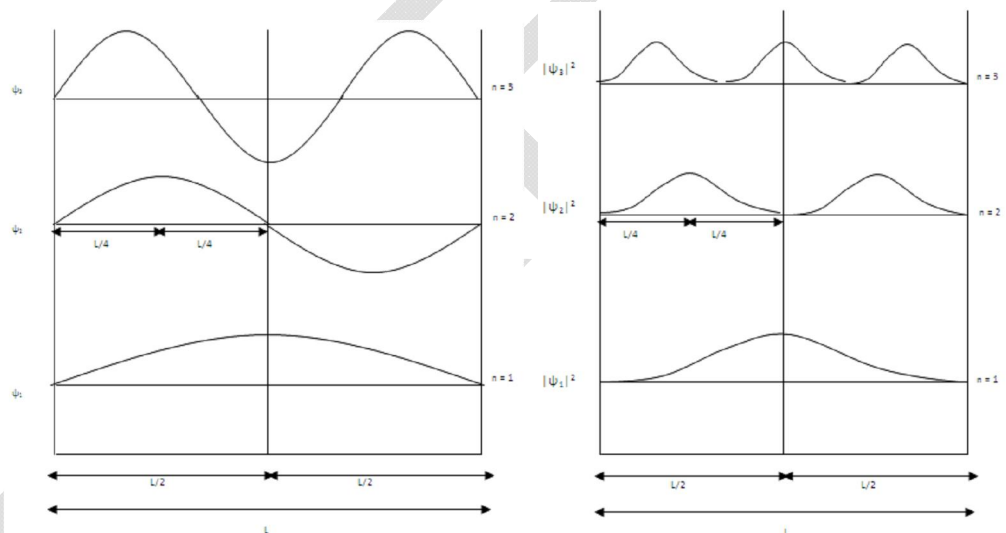 ψ₃
n = 3
ψ₂
n = 2
L/4
L/4
ψ₁
n = 1
L/2
L/2
L
|ψ₃|²
n = 3
|ψ₂|²
n = 2
L/4
L/4
|ψ₁|²
n = 1
L/2
L/2